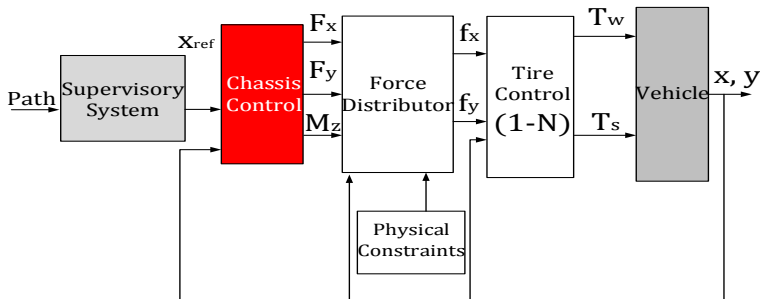 Path
Supervisory
System
xref
Chassis
Control
Fx
Fy
Mz
Force
Distributor
Physical
Constraints
fx
fy
Tire
Control
(1-N)
Tw
Ts
Vehicle
x, y